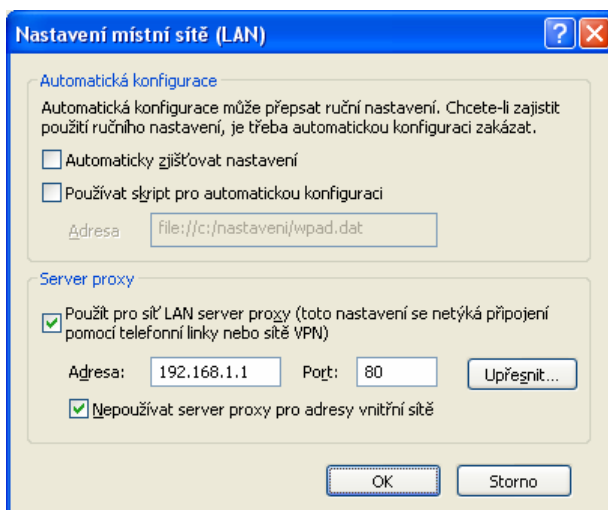 Nastavení místní sítě (LAN)
Automatická konfigurace
Automatická konfigurace může přepsat ruční nastavení. Chcete-li zajistit
použití ručního nastavení, je třeba automatickou konfiguraci zakázat.
Automaticky zjišťovat nastavení
Používat skript pro automatickou konfiguraci
Adresa file://c:/nastaveni/wpad.dat
Server proxy
Použít pro síť LAN server proxy (toto nastavení se netýká připojení
pomocí telefonní linky nebo sítě VPN)
Adresa: 192.168.1.1 Port: 80 Upřesnit...
Nepoužívat server proxy pro adresy vnitřní sítě
OK Storno